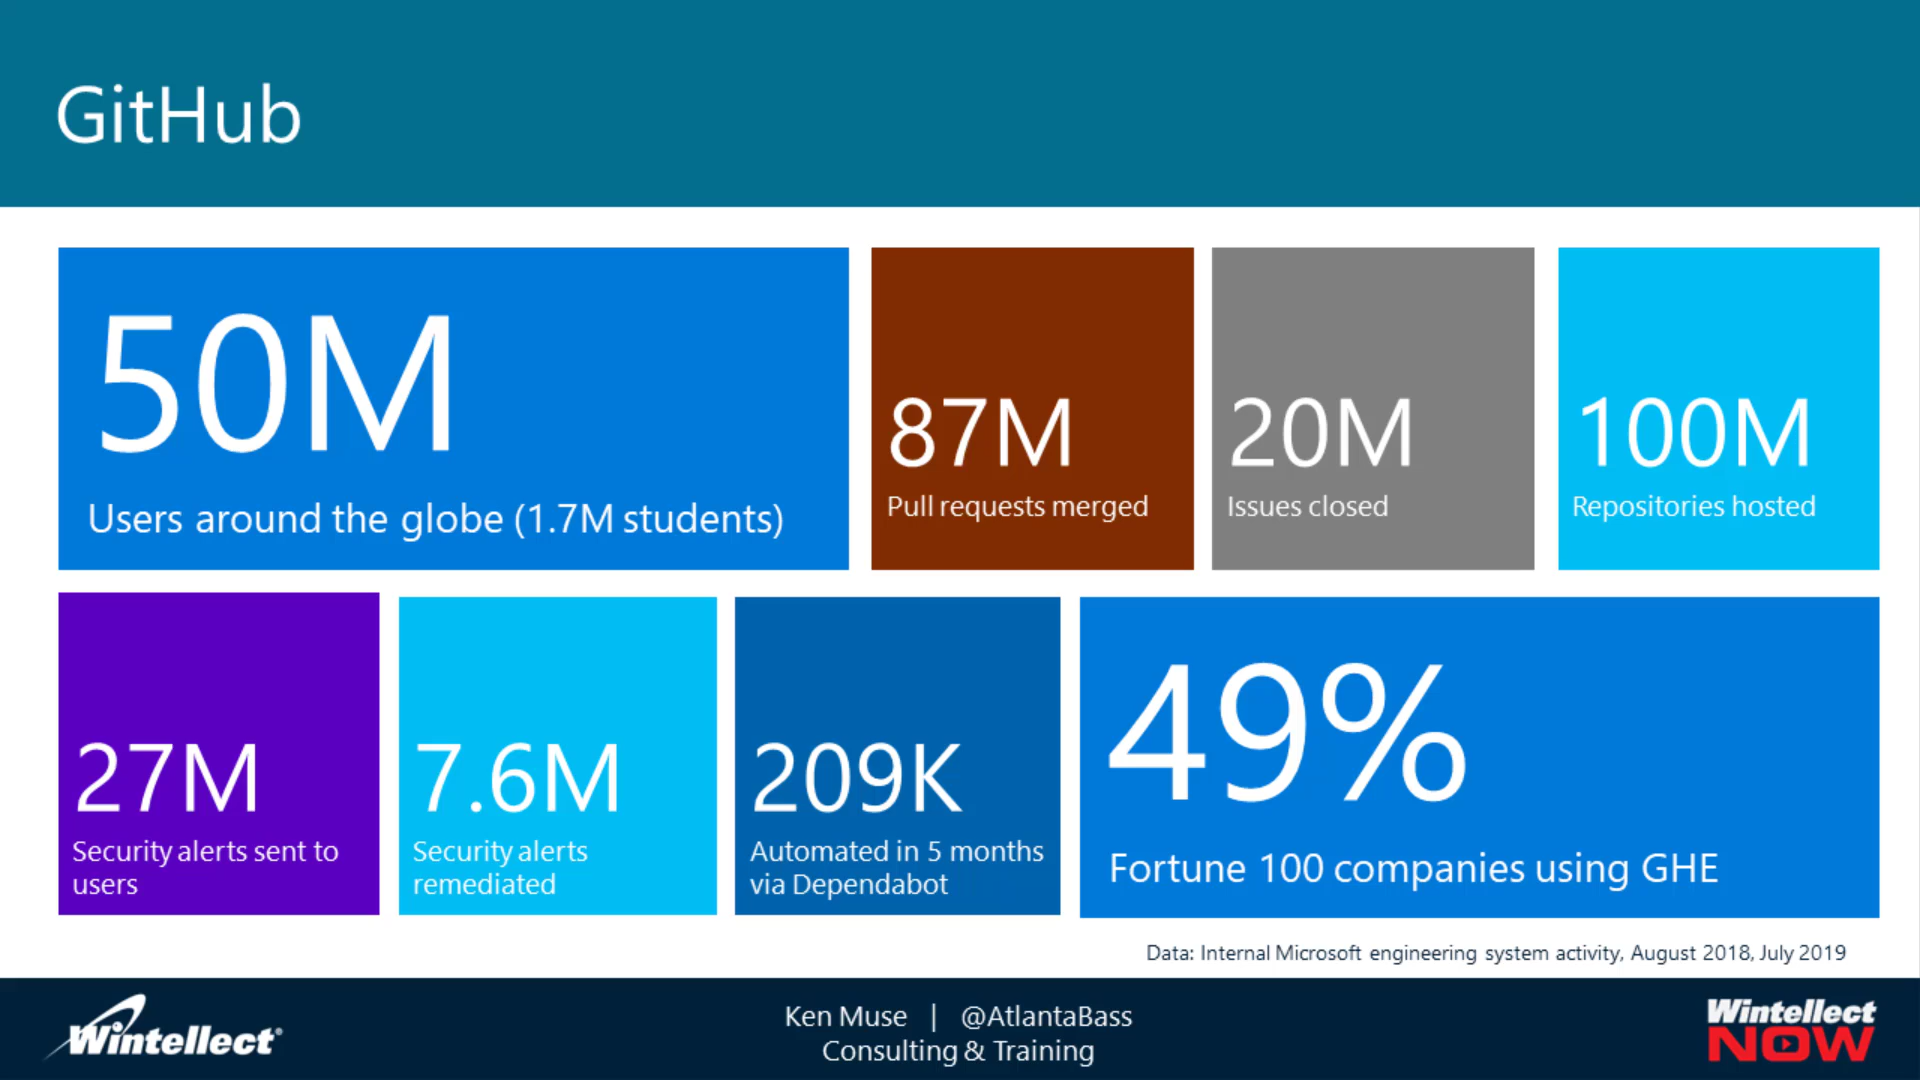 GitHub
50M
Users around the globe (1.7M students)
87M
Pull requests merged
20M
Issues closed
100M
Repositories hosted
27M
Security alerts sent to
users
7.6M
Security alerts
remediated
209K
Automated in 5 months
via Dependabot
49%
Fortune 100 companies using GHE
Data: Internal Microsoft engineering system activity, August 2018, July 2019
Wintellect®
Ken Muse | @AtlantaBass
Consulting & Training
Wintellect
NOW